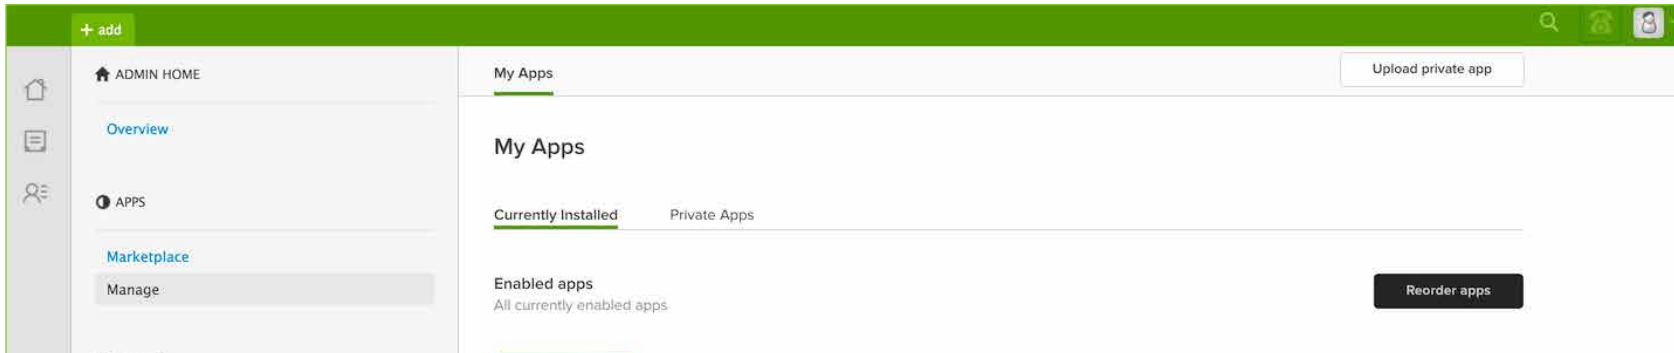 + add
ADMIN HOME
Overview
APPS
Marketplace
Manage
My Apps
Upload private app
My Apps
Currently Installed
Private Apps
Enabled apps
All currently enabled apps
Reorder apps